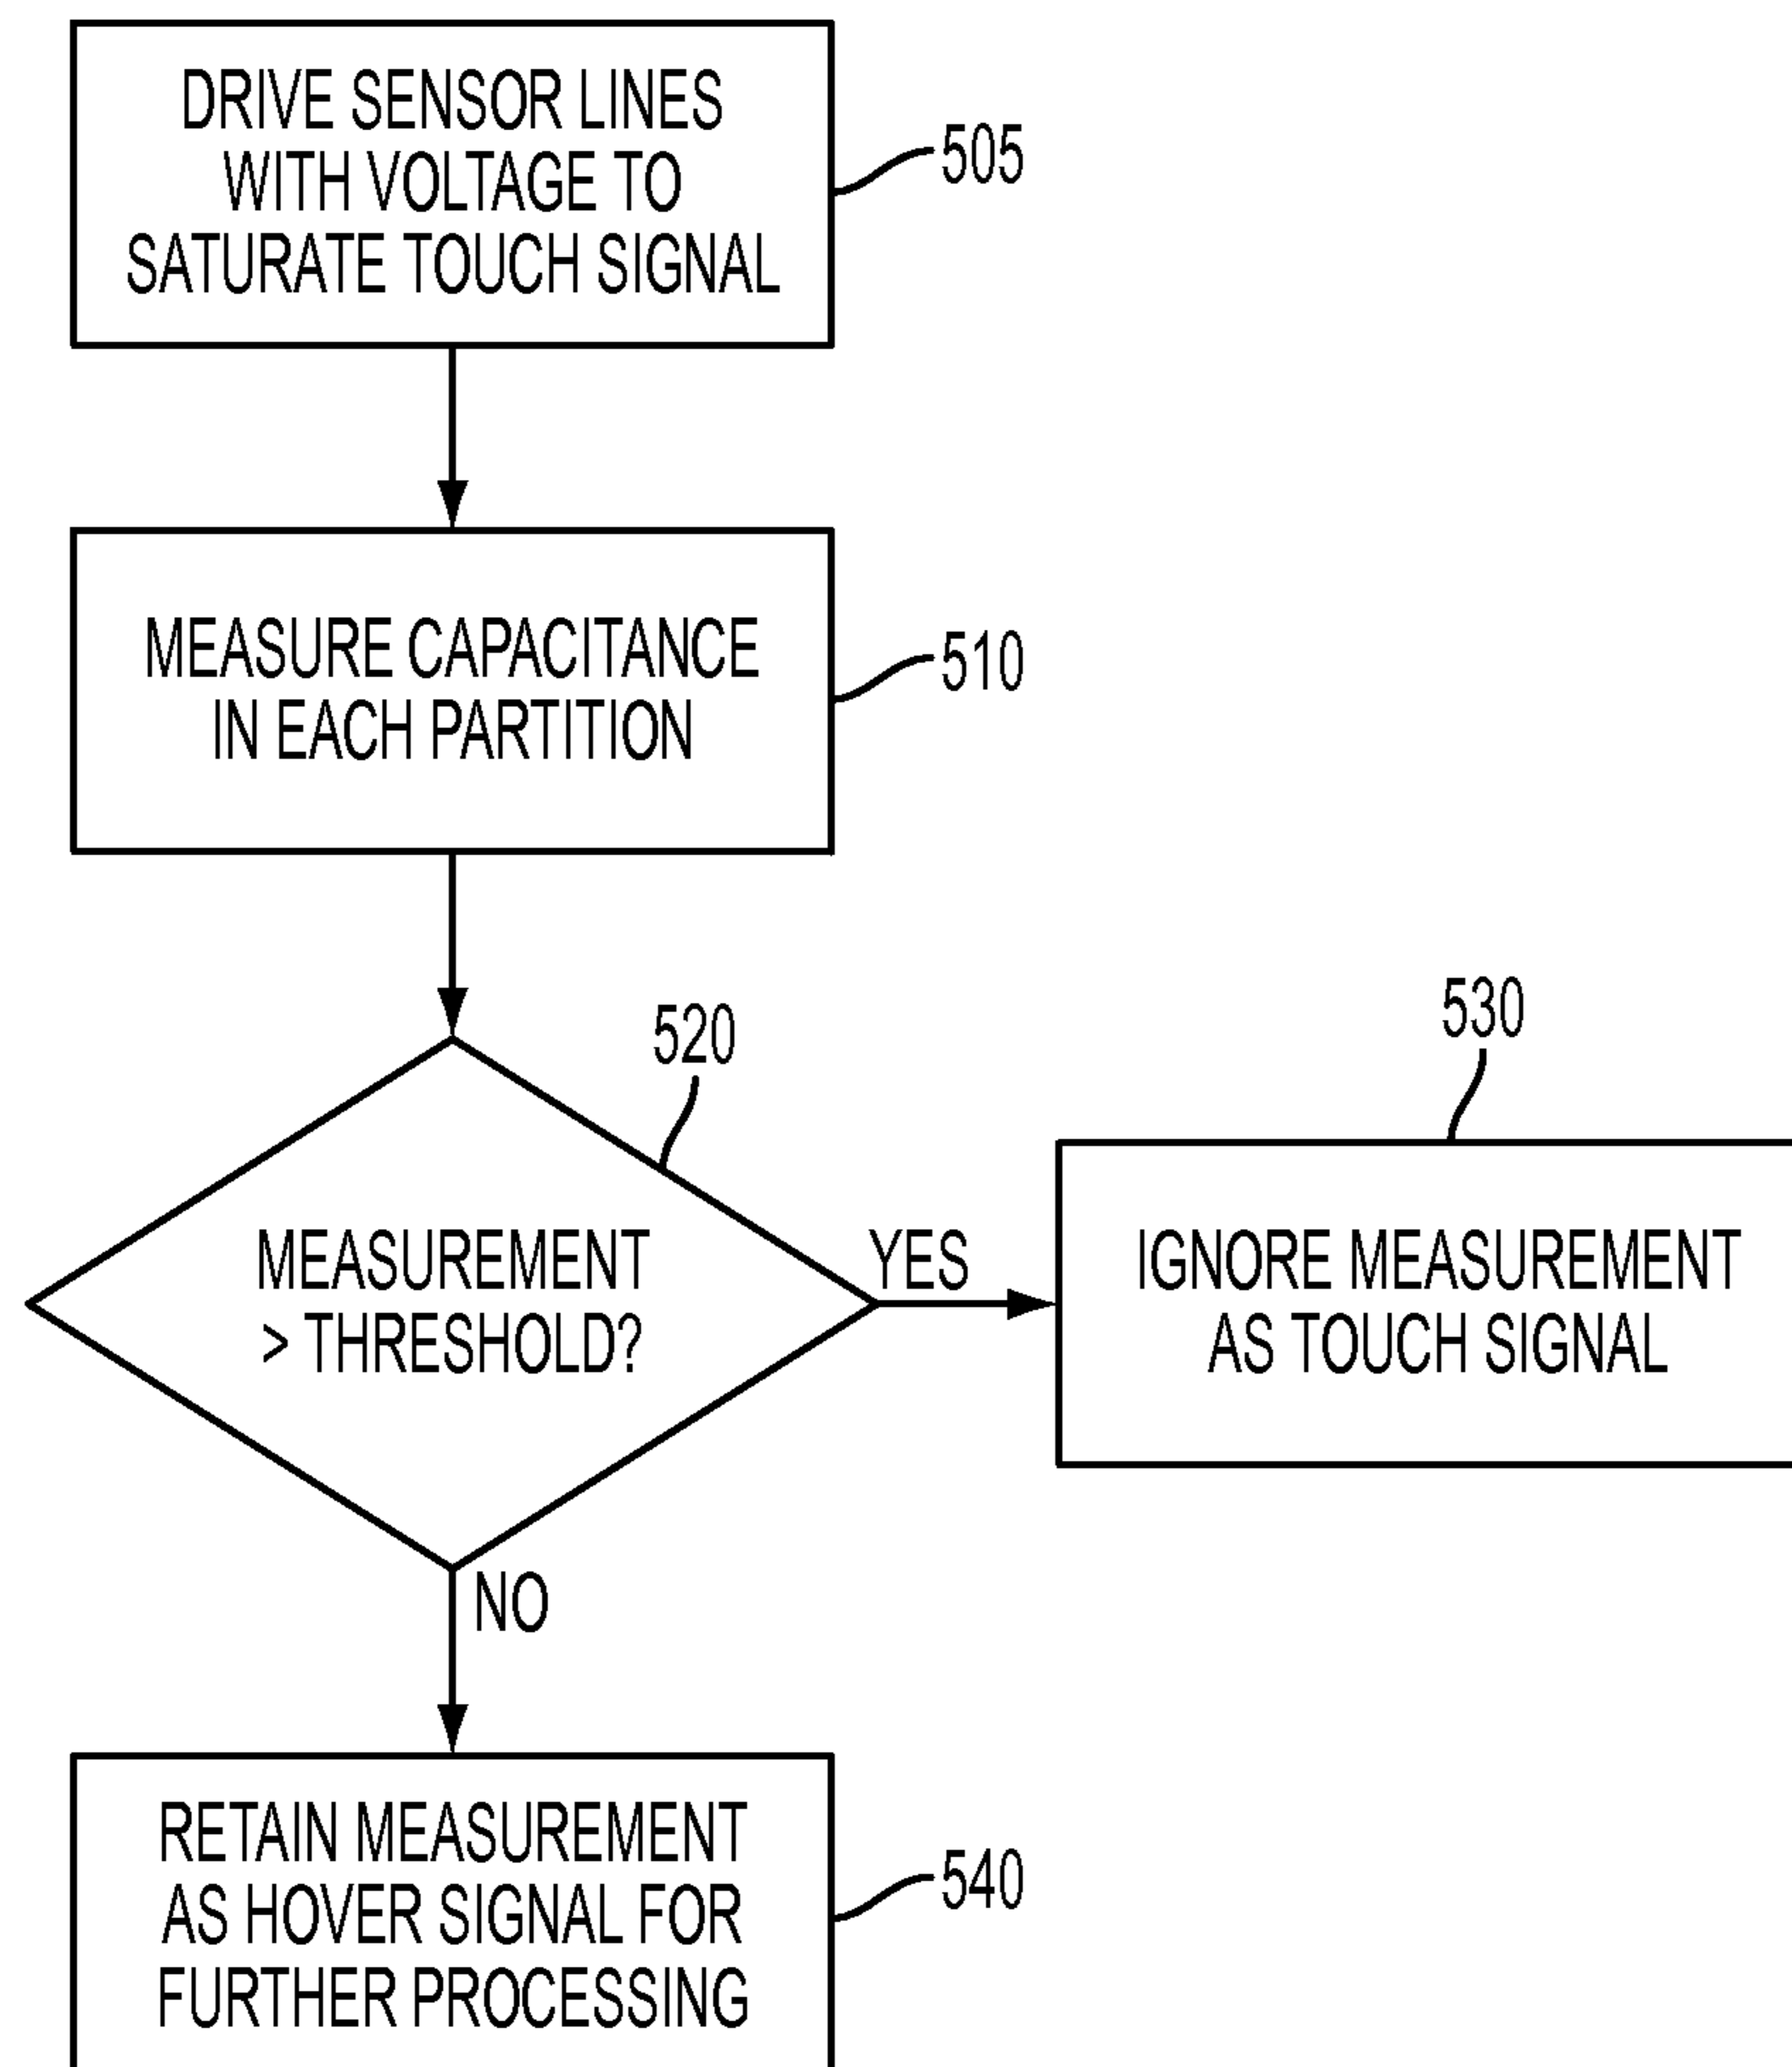 DRIVE SENSOR LINES
WITH VOLTAGE TO
SATURATE TOUCH SIGNAL
505
MEASURE CAPACITANCE
IN EACH PARTITION
510
520
530
MEASUREMENT
> THRESHOLD?
YES
IGNORE MEASUREMENT
AS TOUCH SIGNAL
NO
RETAIN MEASUREMENT
AS HOVER SIGNAL FOR
FURTHER PROCESSING
540